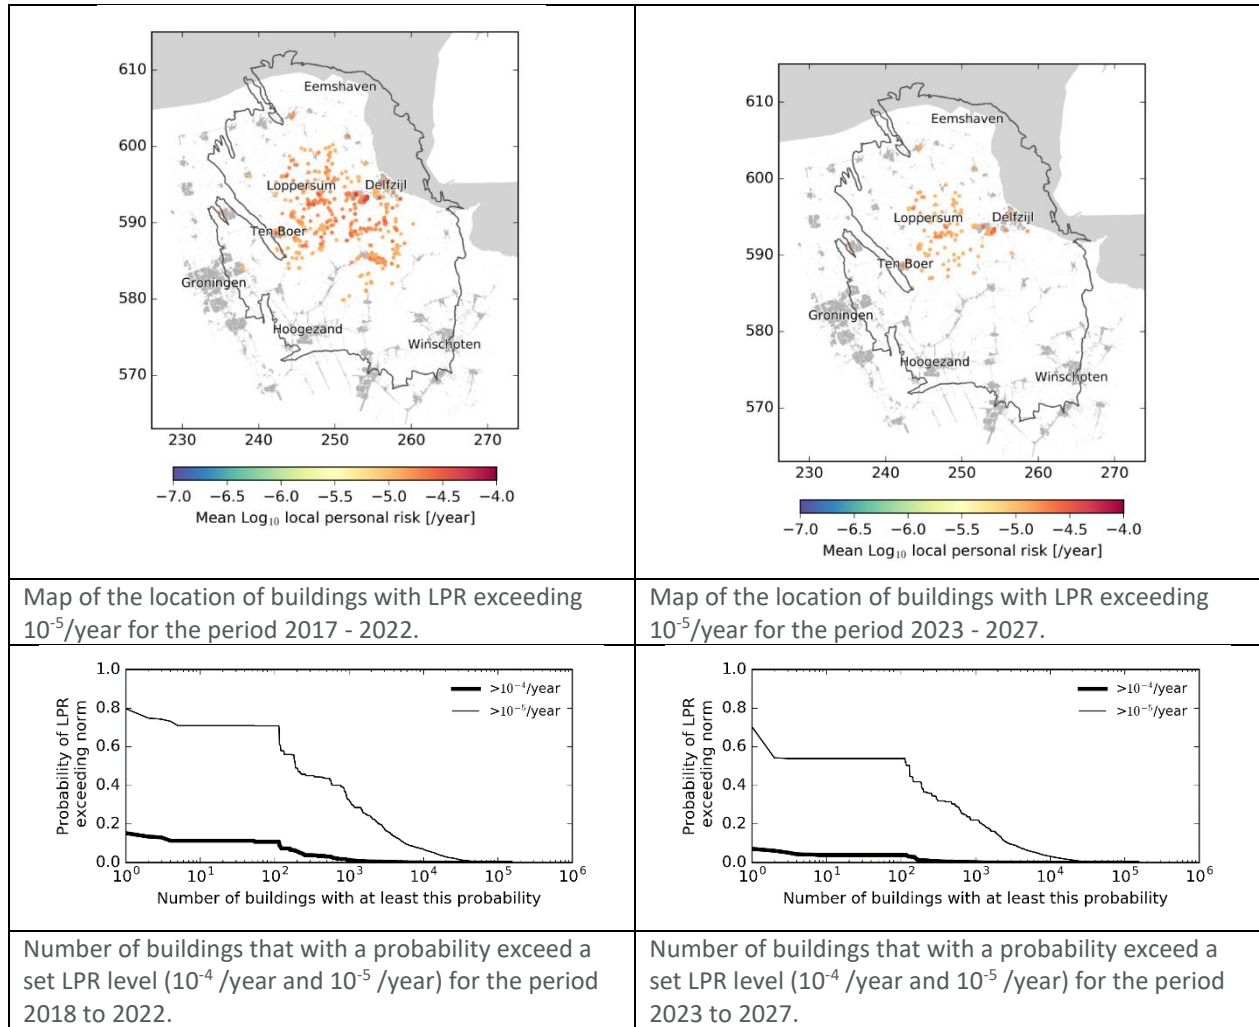 615
610
600
590
580
570
Eemshaven
Loppersum
Delfzijl
Ten Boer
Groningen
Hoogezand
Winschoten
230
240
250
260
270
−7.0
−6.5
−6.0
−5.5
−5.0
−4.5
−4.0
Mean Log₁₀ local personal risk [/year]
610
600
590
580
570
Eemshaven
Loppersum
Delfzijl
Ten Boer
Groningen
Hoogezand
Winschoten
230
240
250
260
270
−7.0
−6.5
−6.0
−5.5
−5.0
−4.5
−4.0
Mean Log₁₀ local personal risk [/year]
Map of the location of buildings with LPR exceeding
10⁻⁵/year for the period 2017 - 2022.
Map of the location of buildings with LPR exceeding
10⁻⁵/year for the period 2023 - 2027.
Probability of LPR
exceeding norm
1.0
0.8
0.6
0.4
0.2
0.0
>10⁻⁴/year
>10⁻⁵/year
10⁰
10¹
10²
10³
10⁴
10⁵
10⁶
Number of buildings with at least this probability
Probability of LPR
exceeding norm
1.0
0.8
0.6
0.4
0.2
0.0
>10⁻⁴/year
>10⁻⁵/year
10⁰
10¹
10²
10³
10⁴
10⁵
10⁶
Number of buildings with at least this probability
Number of buildings that with a probability exceed a
set LPR level (10⁻⁴ /year and 10⁻⁵ /year) for the period
2018 to 2022.
Number of buildings that with a probability exceed a
set LPR level (10⁻⁴ /year and 10⁻⁵ /year) for the period
2023 to 2027.